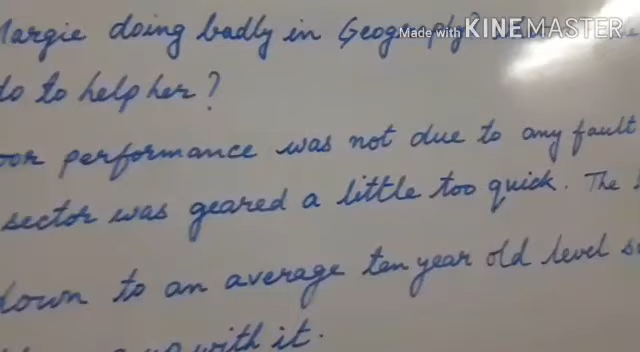 Margie doing badly in Geography?
Made with KINEMASTER
do to help her?
performance was not due to any fault
sector was geared a little too quick. The
down to an average ten year old level
with it.